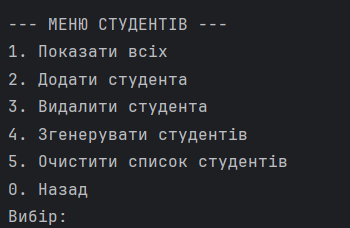 --- МЕНЮ СТУДЕНТІВ ---
1. Показати всіх
2. Додати студента
3. Видалити студента
4. Згенерувати студентів
5. Очистити список студентів
0. Назад
Вибір: